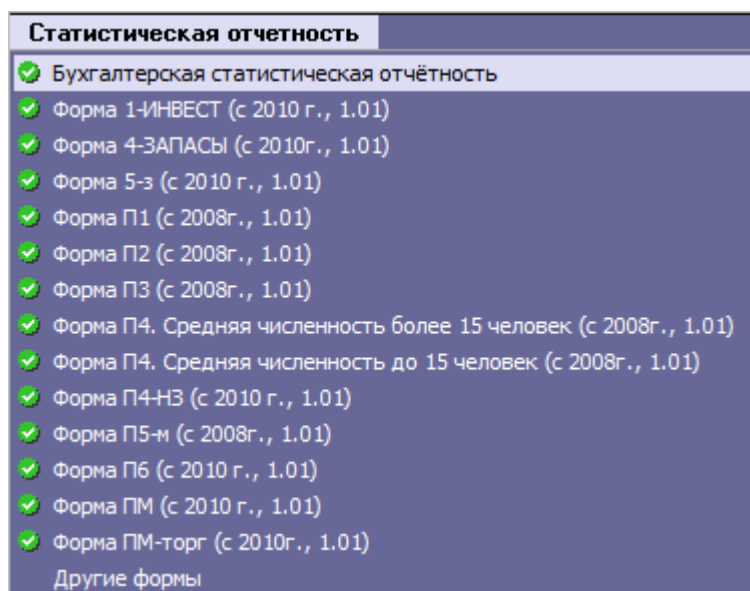 Статистическая отчетность
Бухгалтерская статистическая отчётность
Форма 1-ИНВЕСТ (с 2010 г., 1.01)
Форма 4-ЗАПАСЫ (с 2010г., 1.01)
Форма 5-з (с 2010 г., 1.01)
Форма П1 (с 2008г., 1.01)
Форма П2 (с 2008г., 1.01)
Форма П3 (с 2008г., 1.01)
Форма П4. Средняя численность более 15 человек (с 2008г., 1.01)
Форма П4. Средняя численность до 15 человек (с 2008г., 1.01)
Форма П4-НЗ (с 2010 г., 1.01)
Форма П5-м (с 2008г., 1.01)
Форма П6 (с 2010 г., 1.01)
Форма ПМ (с 2010 г., 1.01)
Форма ПМ-торг (с 2010г., 1.01)
Другие формы